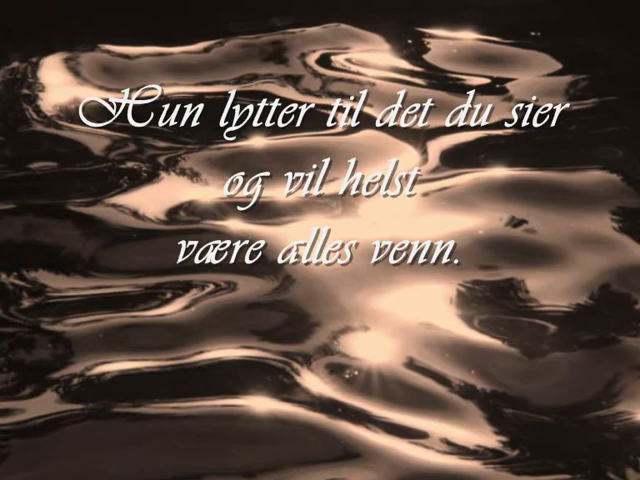 Hun lytter til det du sier
og vil helst
være alles venn.